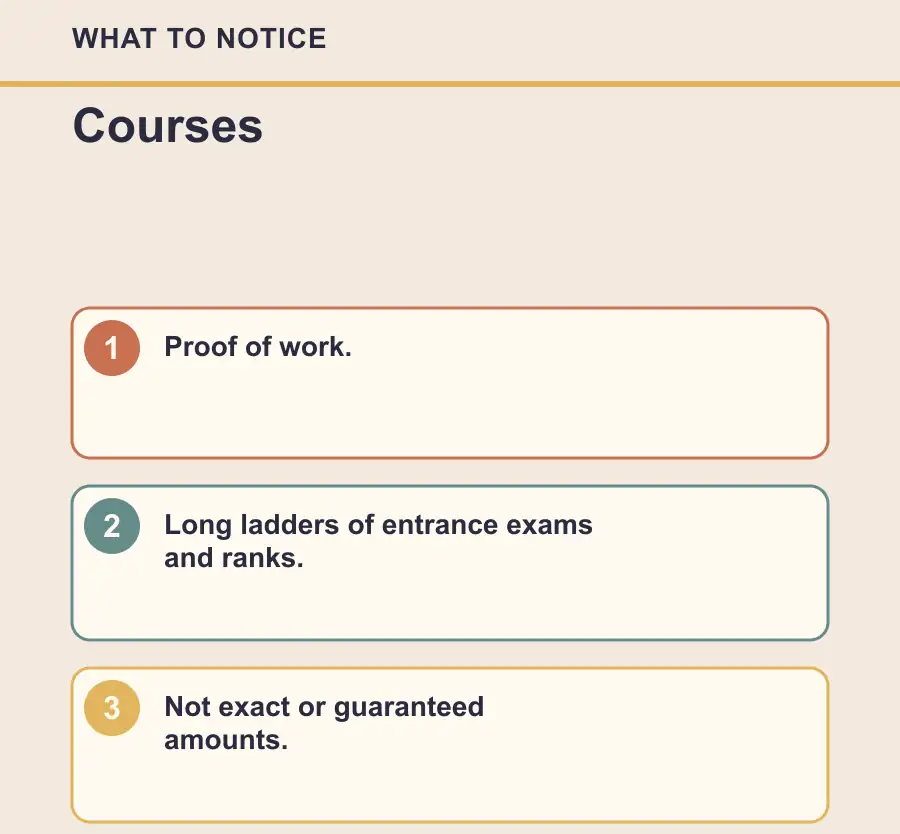 WHAT TO NOTICE
Courses
1 Proof of work.
2 Long ladders of entrance exams
and ranks.
3 Not exact or guaranteed
amounts.